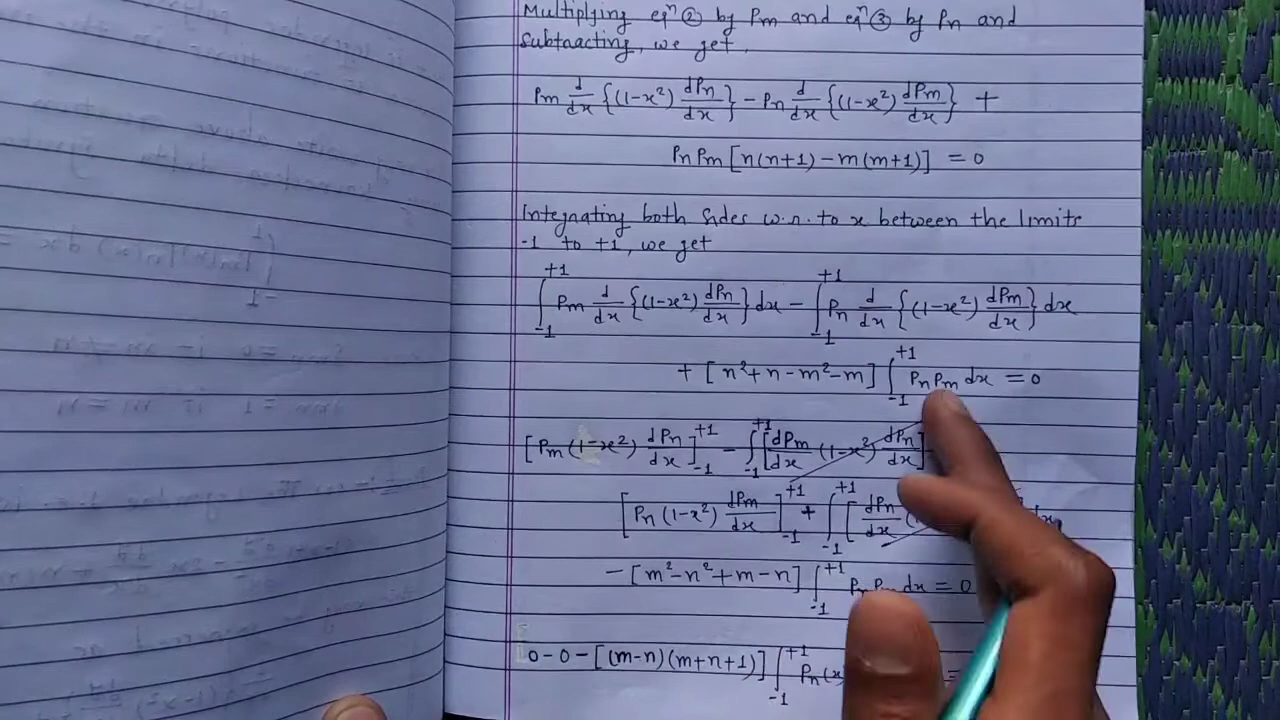 Multiplying eqⁿ ② by Pm and eqⁿ ③ by Pn and
Subtracting, we get.
Pm d/dx {(1-x²) dPn/dx} - Pn d/dx {(1-x²) dPm/dx} +
PnPm [n(n+1) - m(m+1)] = 0
Integrating both Sides w.r. to x between the limits
-1 to +1, we get
∫₋₁⁺¹ Pm d/dx {(1-x²) dPn/dx} dx - ∫₋₁⁺¹ Pn d/dx {(1-x²) dPm/dx} dx
+ [n²+n-m²-m] ∫₋₁⁺¹ PnPm dx = 0
[Pm (1-x²) dPn/dx]₋₁⁺¹ - ∫₋₁⁺¹ [dPm/dx (1-x²) dPn/dx]
[Pn (1-x²) dPm/dx]₋₁⁺¹ + ∫₋₁⁺¹ [dPn/dx dx
- [m²-n²+m-n] ∫₋₁⁺¹ Pn Pm dx = 0
0-0-[(m-n)(m+n+1)] ∫₋₁⁺¹ Pn(x